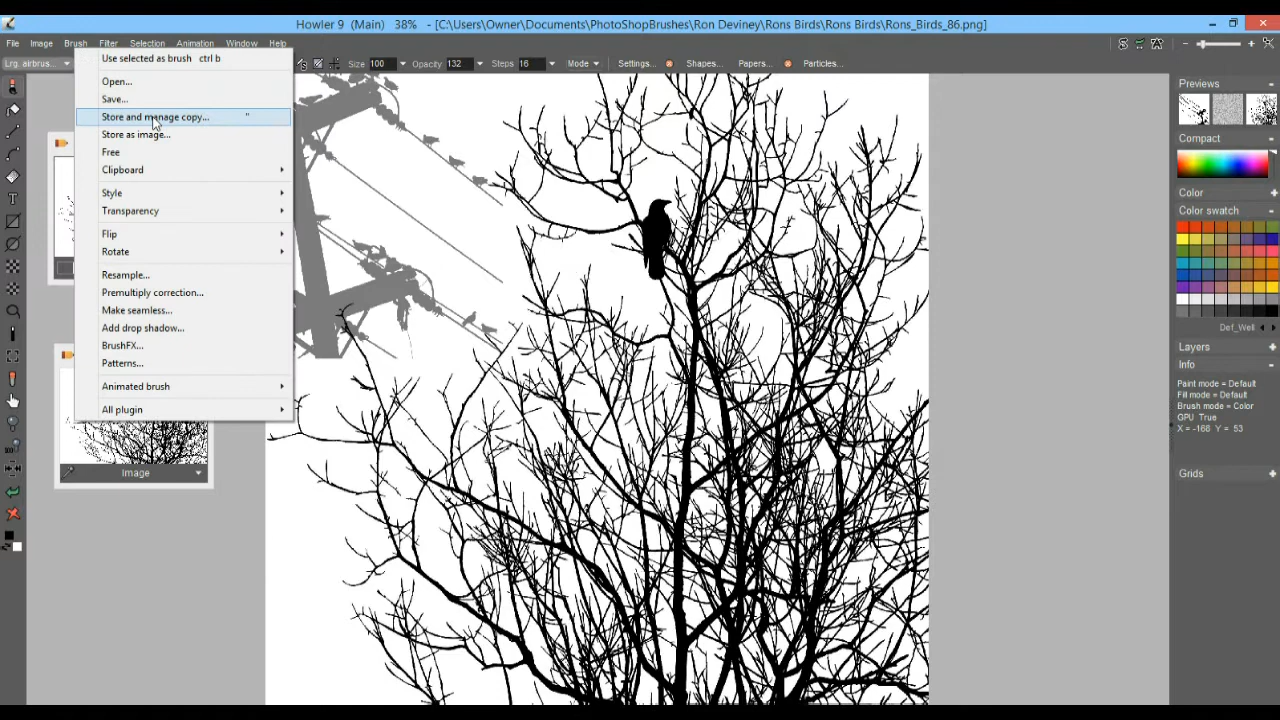 Howler 9 (Main) 38% - [C:\Users\Owner\Documents\PhotoShopBrushes\Ron Deviney\Rons Birds\Rons Birds\Rons_Birds_86.png]
File Image Brush Filter Selection Animation Window Help
Lrg. airbrus... Size 100 Opacity 132 Steps 16 Mode Settings... Shapes... Papers... Particles...
Use selected as brush ctrl b
Open...
Save...
Store and manage copy... "
Store as image...
Free
Clipboard
Style
Transparency
Flip
Rotate
Resample...
Premultiply correction...
Make seamless...
Add drop shadow...
BrushFX...
Patterns...
Animated brush
All plugin
Image
Previews
Compact
Color
Color swatch
Def_Well
Layers
Info
Paint mode = Default
Fill mode = Default
Brush mode = Color
GPU True
X = -168 Y = 53
Grids